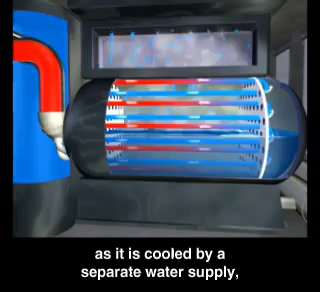 as it is cooled by a
separate water supply,